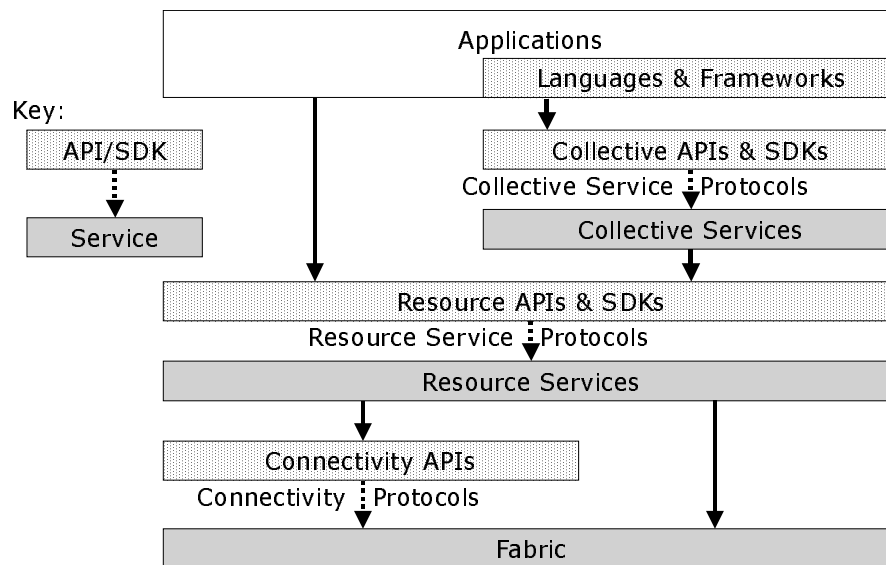 Applications
Languages & Frameworks
Key:
API/SDK
Service
Collective APIs & SDKs
Collective Service Protocols
Collective Services
Resource APIs & SDKs
Resource Service Protocols
Resource Services
Connectivity APIs
Connectivity Protocols
Fabric